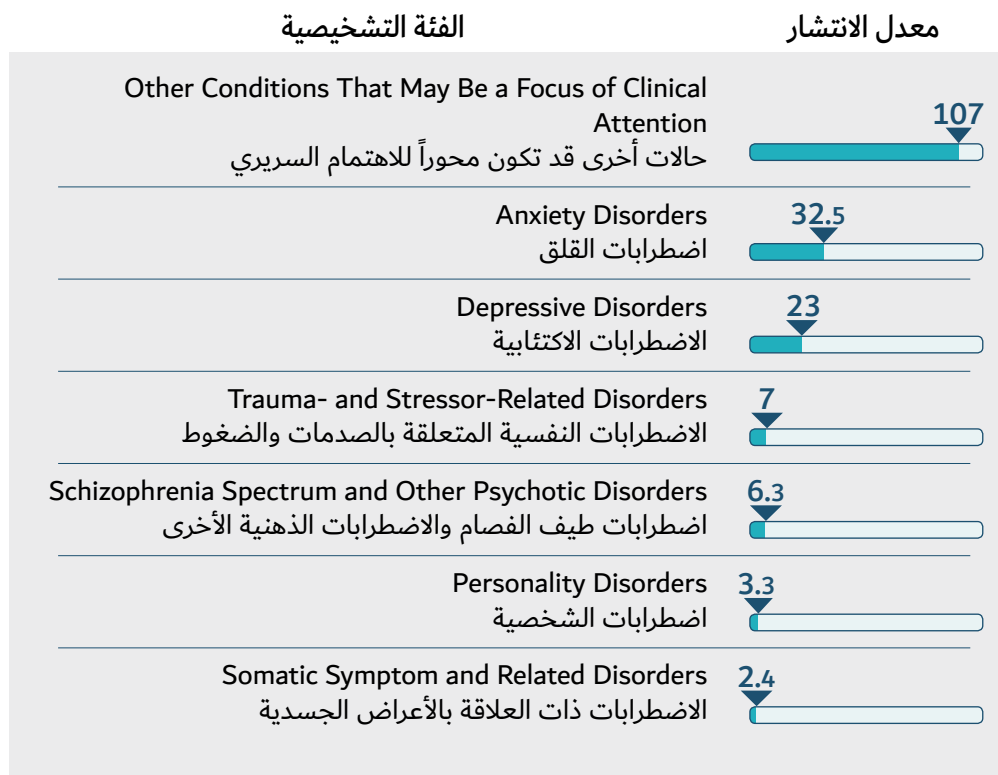 معدل الانتشار
الفئة التشخيصية
Other Conditions That May Be a Focus of Clinical
Attention
حالات أخرى قد تكون محوراً للاهتمام السريري
107
Anxiety Disorders
اضطرابات القلق
32.5
Depressive Disorders
الاضطرابات الاكتئابية
23
Trauma- and Stressor-Related Disorders
الاضطرابات النفسية المتعلقة بالصدمات والضغوط
7
Schizophrenia Spectrum and Other Psychotic Disorders
اضطرابات طيف الفصام والاضطرابات الذهنية الأخرى
6.3
Personality Disorders
اضطرابات الشخصية
3.3
Somatic Symptom and Related Disorders
الاضطرابات ذات العلاقة بالأعراض الجسدية
2.4